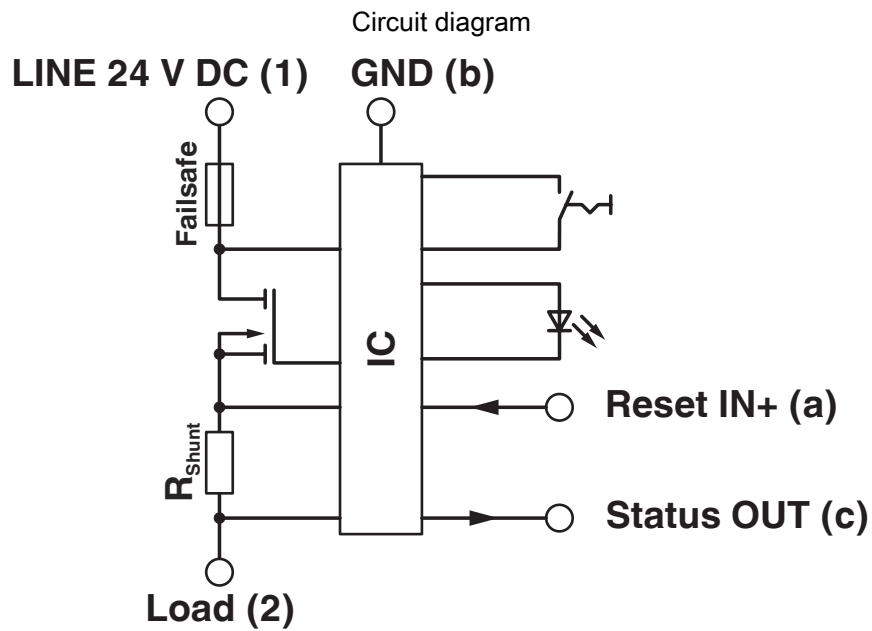 Circuit diagram
LINE 24 V DC (1)
GND (b)
Failsafe
IC
Reset IN+ (a)
RShunt
Status OUT (c)
Load (2)